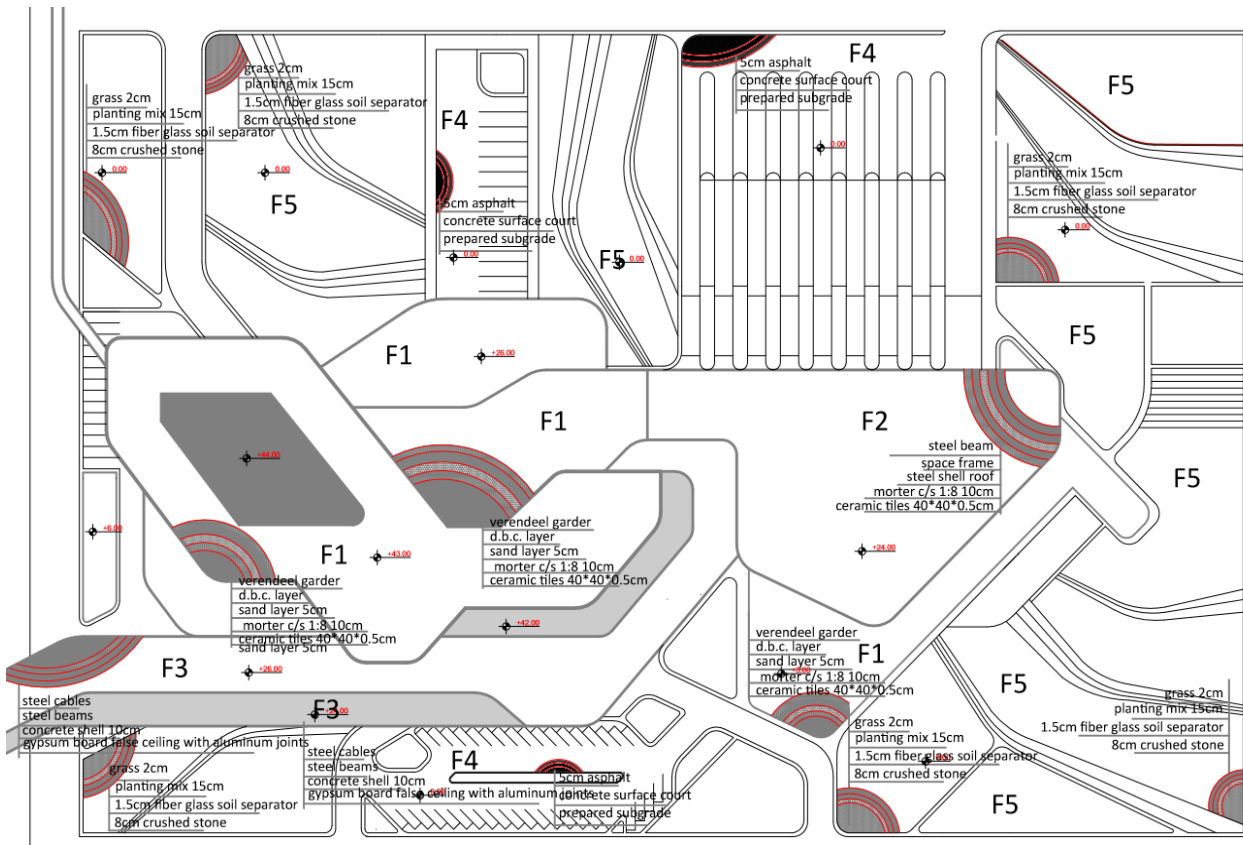 F4
5cm asphalt
concrete surface court
prepared subgrade
0.00
F5
grass 2cm
planting mix 15cm
1.5cm fiber glass soil separator
8cm crushed stone
0.00
grass 2cm
planting mix 15cm
1.5cm fiber glass soil separator
8cm crushed stone
0.00
F5
F4
5cm asphalt
concrete surface court
prepared subgrade
0.00
F5
0.00
grass 2cm
planting mix 15cm
1.5cm fiber glass soil separator
8cm crushed stone
0.00
F5
F1
+26.00
F1
F2
steel beam
space frame
steel shell roof
morter c/s 1:8 10cm
ceramic tiles 40*40*0.5cm
+24.00
F5
+44.00
+6.00
F1
+43.00
verendeel garder
d.b.c. layer
sand layer 5cm
morter c/s 1:8 10cm
ceramic tiles 40*40*0.5cm
verendeel garder
d.b.c. layer
sand layer 5cm
morter c/s 1:8 10cm
ceramic tiles 40*40*0.5cm
sand layer 5cm
+42.00
F3
+26.00
F3
verendeel garder
d.b.c. layer
sand layer 5cm
morter c/s 1:8 10cm
ceramic tiles 40*40*0.5cm
F1
F5
grass 2cm
planting mix 15cm
1.5cm fiber glass soil separator
8cm crushed stone
steel cables
steel beams
concrete shell 10cm
gypsum board false ceiling with aluminum joints
grass 2cm
planting mix 15cm
1.5cm fiber glass soil separator
8cm crushed stone
steel cables
steel beams
concrete shell 10cm
gypsum board false ceiling with aluminum joints
F4
5cm asphalt
concrete surface court
prepared subgrade
grass 2cm
planting mix 15cm
1.5cm fiber glass soil separator
8cm crushed stone
F5